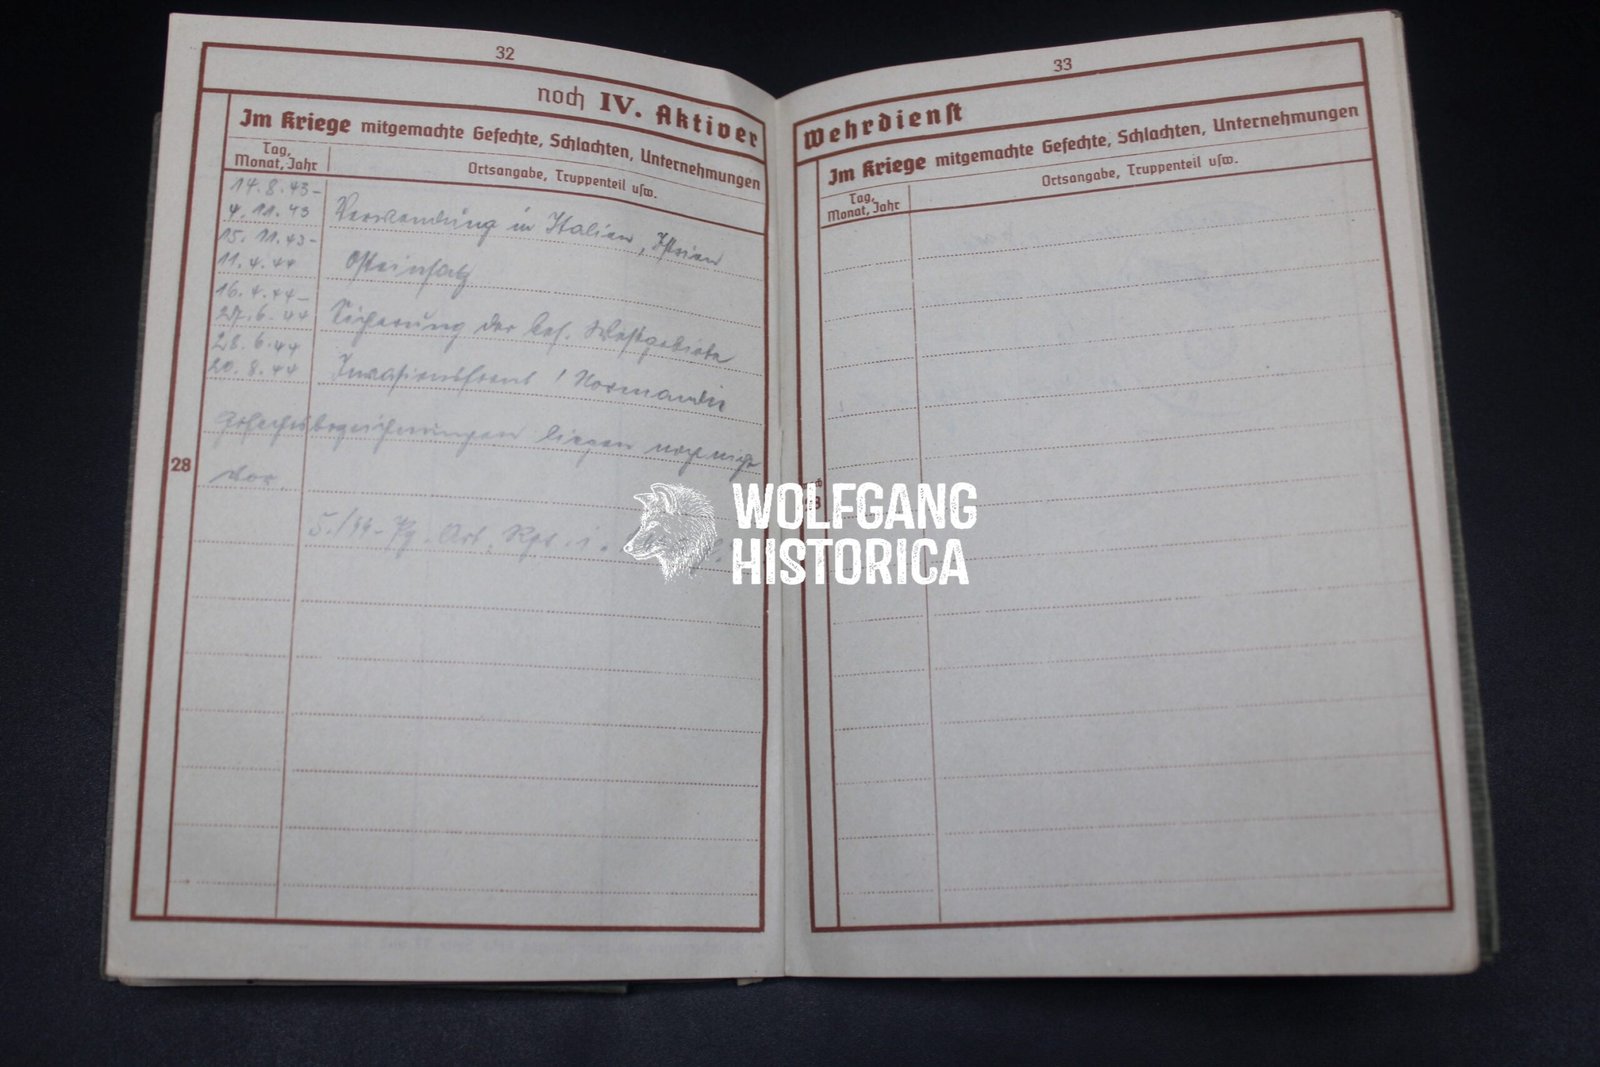 32
noch IV. Aktiver
Im Kriege mitgemachte Gefechte, Schlachten, Unternehmungen
Tag, Monat, Jahr
Ortsangabe, Truppenteil usw.
14.8.43-
4.11.43 Verwendung in Italien, Istrien
15.11.43-
11.4.44 Osteinsatz
16.4.44-
27.6.44 Sicherung der bes. Westgebiete
28.6.44
20.8.44 Invasionsfront / Normandie
Gefechtsbezeichnungen liegen noch nicht
vor.
28
5./44- Pz. Art. Rgt. 1
33
Wehrdienst
Im Kriege mitgemachte Gefechte, Schlachten, Unternehmungen
Tag, Monat, Jahr
Ortsangabe, Truppenteil usw.
WOLFGANG
HISTORICA